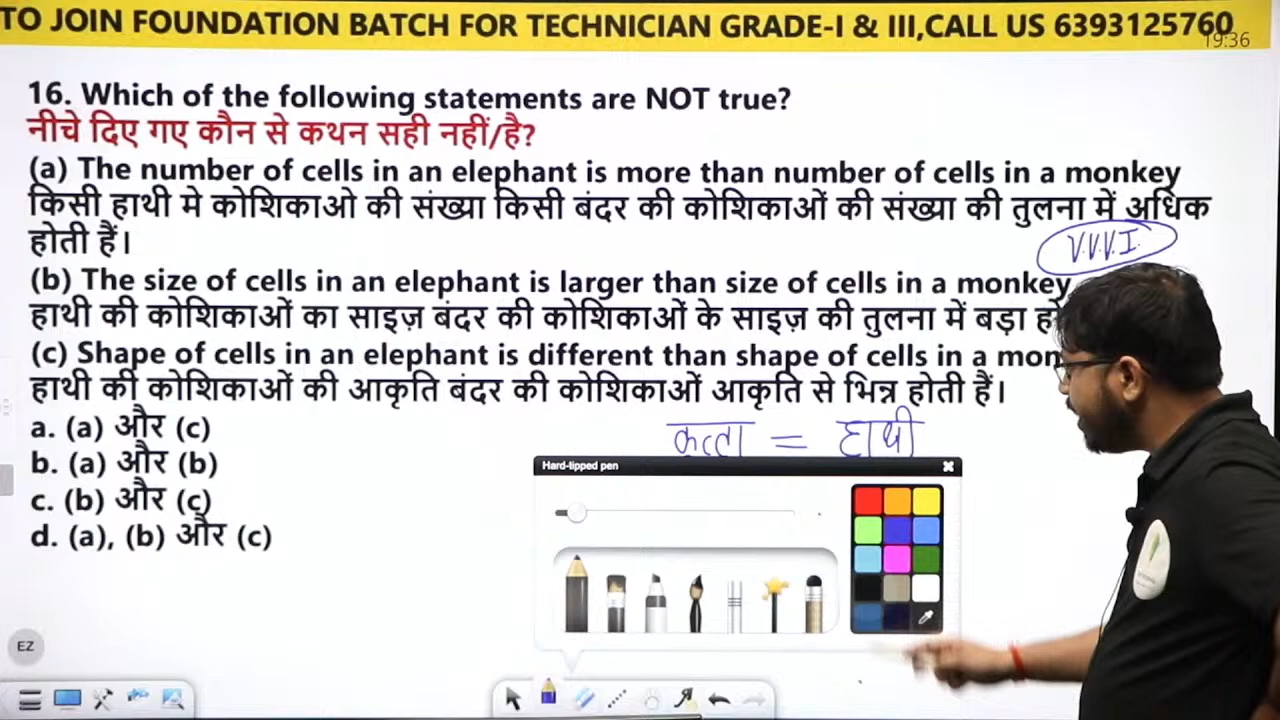 TO JOIN FOUNDATION BATCH FOR TECHNICIAN GRADE-I & III,CALL US 6393125760
19:36
16. Which of the following statements are NOT true?
नीचे दिए गए कौन से कथन सही नहीं/है?
(a) The number of cells in an elephant is more than number of cells in a monkey
किसी हाथी मे कोशिकाओ की संख्या किसी बंदर की कोशिकाओं की संख्या की तुलना में अधिक
होती हैं।
V.V.V.I.
(b) The size of cells in an elephant is larger than size of cells in a monkey
हाथी की कोशिकाओं का साइज़ बंदर की कोशिकाओं के साइज़ की तुलना में बड़ा
(c) Shape of cells in an elephant is different than shape of cells in a
हाथी की कोशिकाओं की आकृति बंदर की कोशिकाओं आकृति से भिन्न होती हैं।
a. (a) और (c)
= हाथी
b. (a) और (b)
Hard-lipped pen
c. (b) और (c)
d. (a), (b) और (c)
EZ